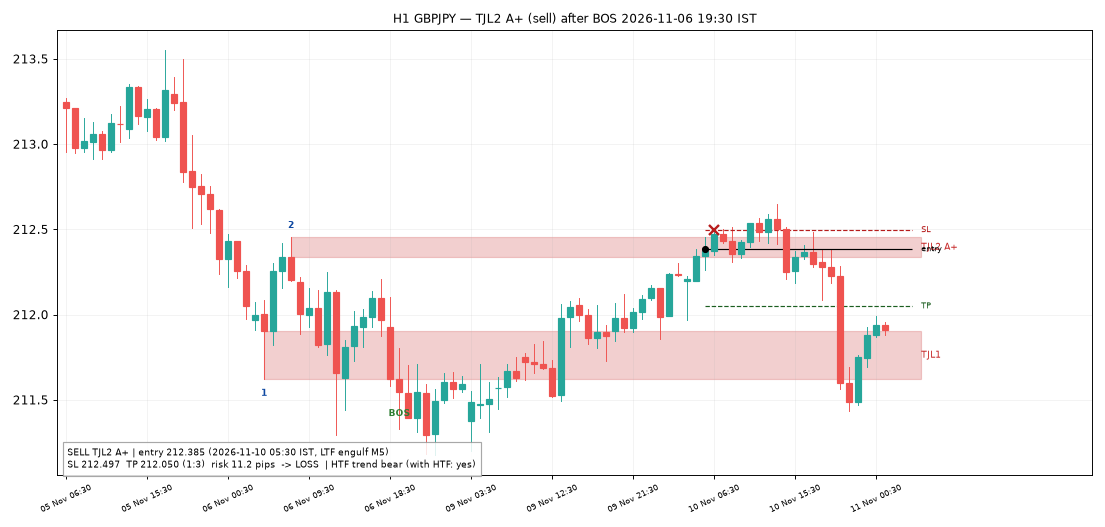 H1 GBPJPY — TJL2 A+ (sell) after BOS 2026-11-06 19:30 IST
213.5
213.0
212.5
212.0
211.5
2
1
BOS
SL
TJL2 A+
entry
TP
TJL1
SELL TJL2 A+ | entry 212.385 (2026-11-10 05:30 IST, LTF engulf M5)
SL 212.497 TP 212.050 (1:3) risk 11.2 pips -> LOSS | HTF trend bear (with HTF: yes)
05 Nov 06:30
05 Nov 15:30
06 Nov 00:30
06 Nov 09:30
06 Nov 18:30
09 Nov 03:30
09 Nov 12:30
09 Nov 21:30
10 Nov 06:30
10 Nov 15:30
11 Nov 00:30